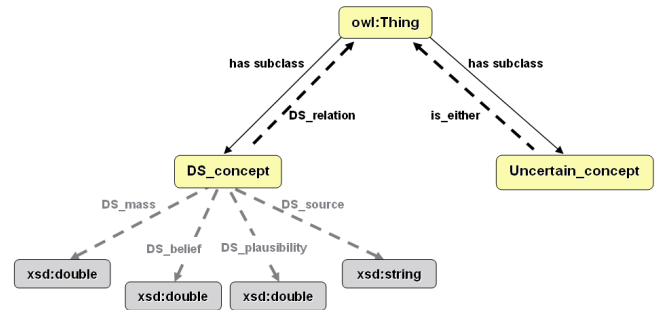 owl:Thing
has subclass
has subclass
DS_relation
is_either
DS_concept
Uncertain_concept
DS_mass
DS_source
DS_belief
DS_plausibility
xsd:double
xsd:string
xsd:double
xsd:double